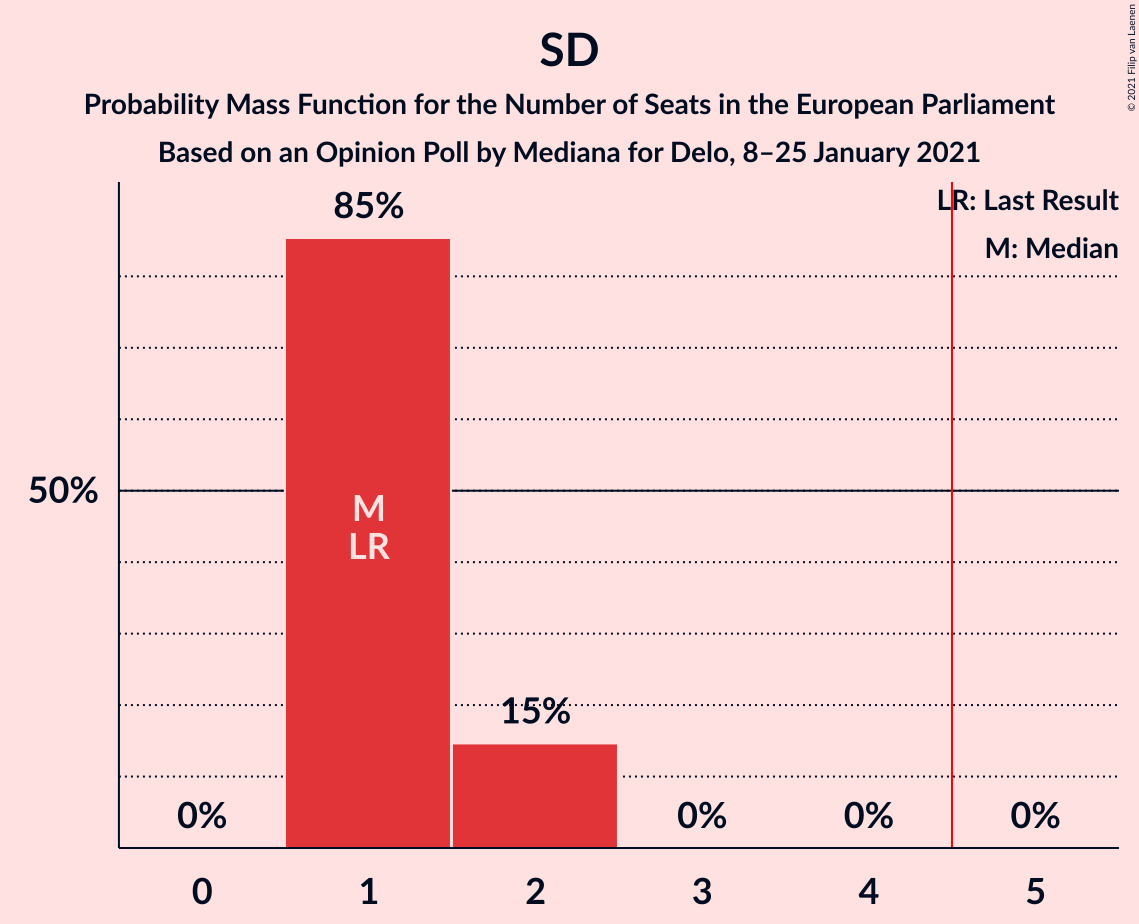 SD
Probability Mass Function for the Number of Seats in the European Parliament
Based on an Opinion Poll by Mediana for Delo, 8–25 January 2021
© 2021 Filip van Laenen
LR: Last Result
M: Median
85%
50%
M
LR
15%
0%
0%
0%
0%
0
1
2
3
4
5